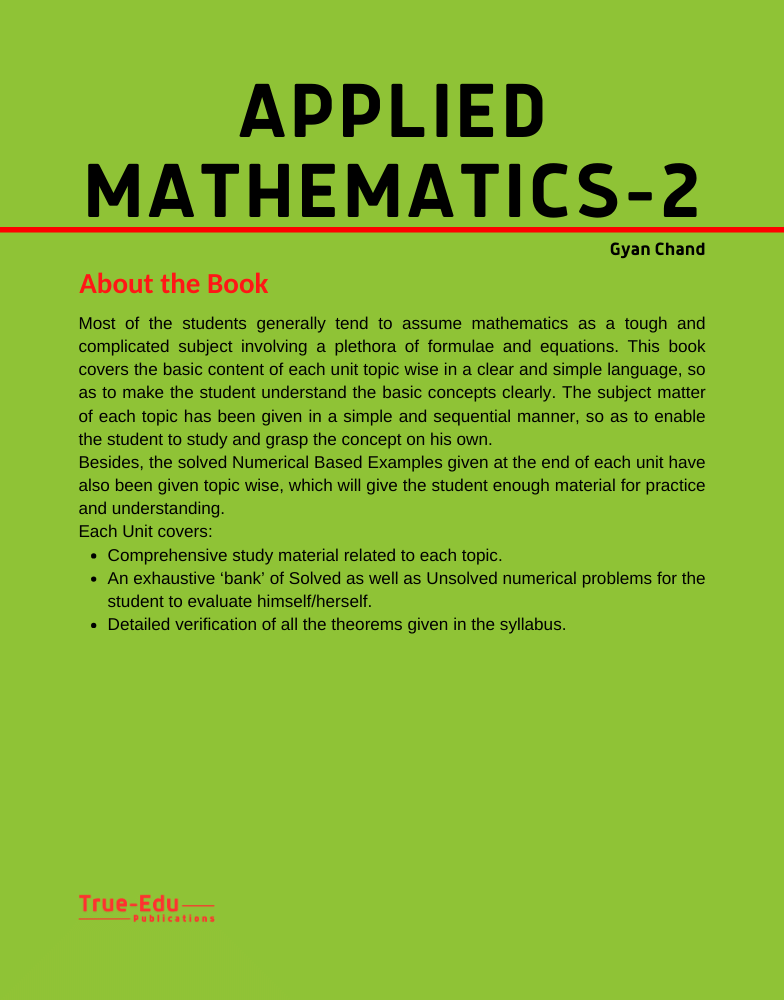 APPLIED
MATHEMATICS-2
Gyan Chand
About the Book
Most of the students generally tend to assume mathematics as a tough and
complicated subject involving a plethora of formulae and equations. This book
covers the basic content of each unit topic wise in a clear and simple language, so
as to make the student understand the basic concepts clearly. The subject matter
of each topic has been given in a simple and sequential manner, so as to enable
the student to study and grasp the concept on his own.
Besides, the solved Numerical Based Examples given at the end of each unit have
also been given topic wise, which will give the student enough material for practice
and understanding.
Each Unit covers:
• Comprehensive study material related to each topic.
• An exhaustive ‘bank’ of Solved as well as Unsolved numerical problems for the
student to evaluate himself/herself.
• Detailed verification of all the theorems given in the syllabus.
True-Edu
Publications